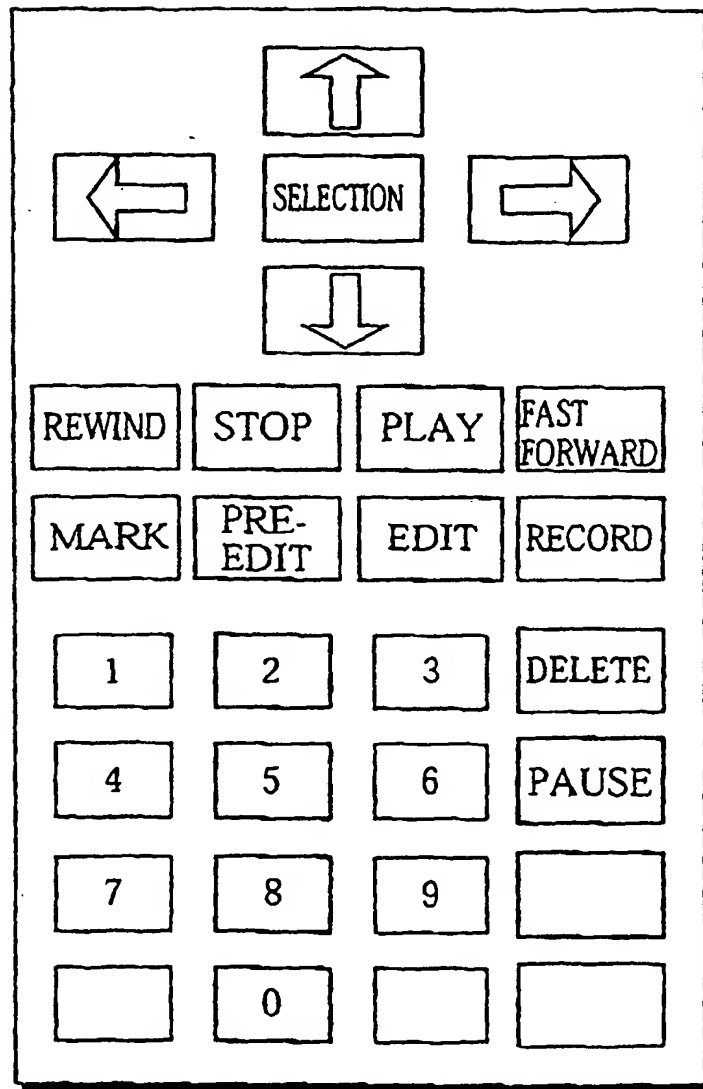 SELECTION
REWIND STOP PLAY FAST FORWARD
MARK PRE-EDIT EDIT RECORD
1 2 3 DELETE
4 5 6 PAUSE
7 8 9
0